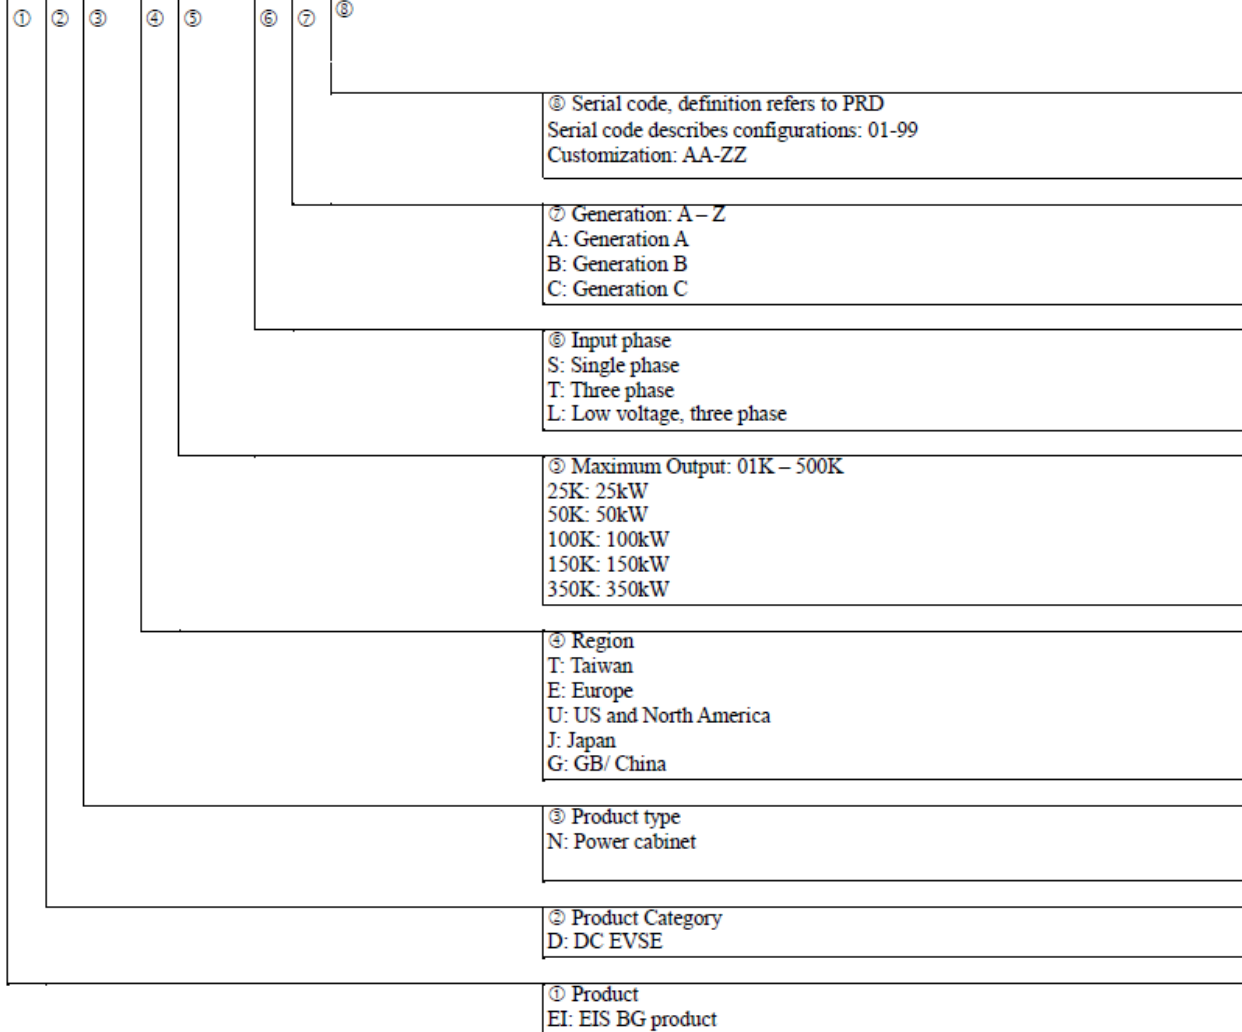 ① ② ③ ④ ⑤ ⑥ ⑦ ⑧
⑧ Serial code, definition refers to PRD
Serial code describes configurations: 01-99
Customization: AA-ZZ
⑦ Generation: A – Z
A: Generation A
B: Generation B
C: Generation C
⑥ Input phase
S: Single phase
T: Three phase
L: Low voltage, three phase
⑤ Maximum Output: 01K – 500K
25K: 25kW
50K: 50kW
100K: 100kW
150K: 150kW
350K: 350kW
④ Region
T: Taiwan
E: Europe
U: US and North America
J: Japan
G: GB/ China
③ Product type
N: Power cabinet
② Product Category
D: DC EVSE
① Product
EI: EIS BG product